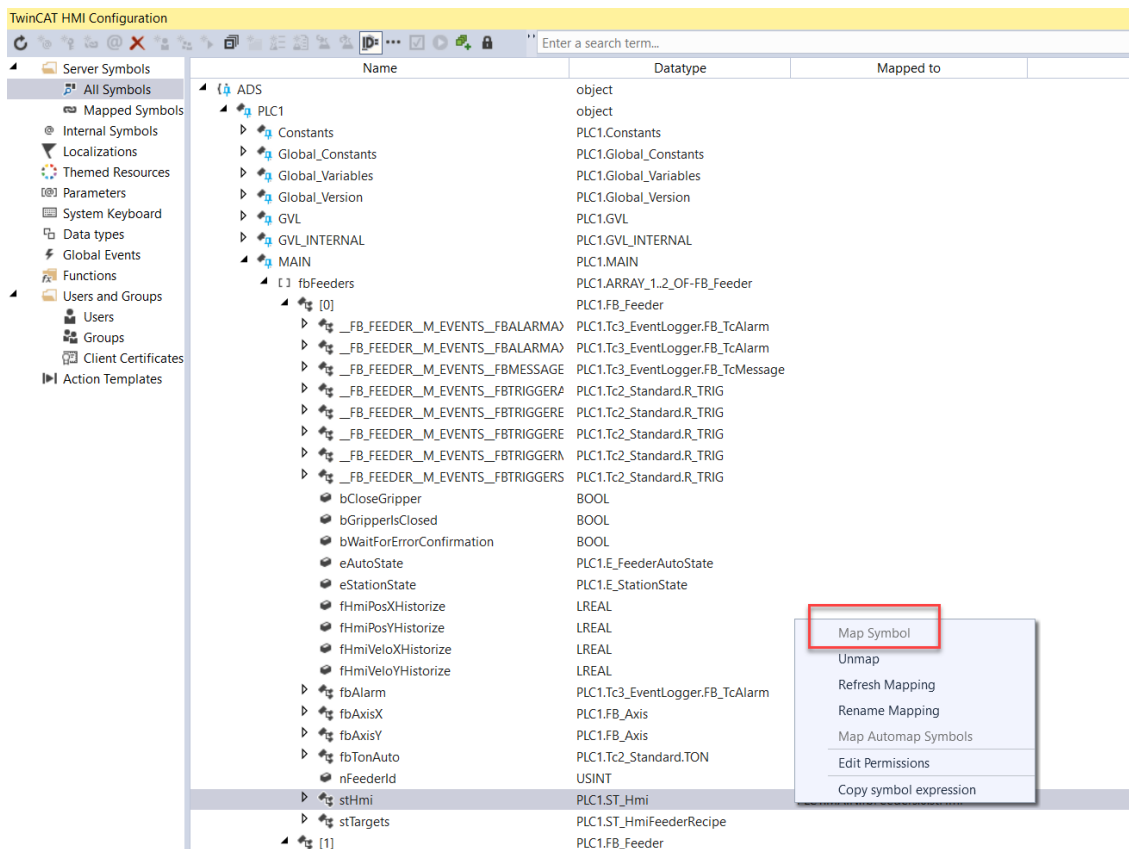 TwinCAT HMI Configuration
Enter a search term...
Server Symbols
All Symbols
Mapped Symbols
Internal Symbols
Localizations
Themed Resources
Parameters
System Keyboard
Data types
Global Events
Functions
Users and Groups
Users
Groups
Client Certificates
Action Templates
Name Datatype Mapped to
ADS object
PLC1 object
Constants PLC1.Constants
Global_Constants PLC1.Global_Constants
Global_Variables PLC1.Global_Variables
Global_Version PLC1.Global_Version
GVL PLC1.GVL
GVL_INTERNAL PLC1.GVL_INTERNAL
MAIN PLC1.MAIN
fbFeeders PLC1.ARRAY_1..2_OF-FB_Feeder
[0] PLC1.FB_Feeder
__FB_FEEDER__M_EVENTS__FBALARMAX PLC1.Tc3_EventLogger.FB_TcAlarm
__FB_FEEDER__M_EVENTS__FBALARMAX PLC1.Tc3_EventLogger.FB_TcAlarm
__FB_FEEDER__M_EVENTS__FBMESSAGE PLC1.Tc3_EventLogger.FB_TcMessage
__FB_FEEDER__M_EVENTS__FBTRIGGERA PLC1.Tc2_Standard.R_TRIG
__FB_FEEDER__M_EVENTS__FBTRIGGERE PLC1.Tc2_Standard.R_TRIG
__FB_FEEDER__M_EVENTS__FBTRIGGERE PLC1.Tc2_Standard.R_TRIG
__FB_FEEDER__M_EVENTS__FBTRIGGERM PLC1.Tc2_Standard.R_TRIG
__FB_FEEDER__M_EVENTS__FBTRIGGERS PLC1.Tc2_Standard.R_TRIG
bCloseGripper BOOL
bGripperIsClosed BOOL
bWaitForErrorConfirmation BOOL
eAutoState PLC1.E_FeederAutoState
eStationState PLC1.E_StationState
fHmiPosXHistorize LREAL
fHmiPosYHistorize LREAL
fHmiVeloXHistorize LREAL
fHmiVeloYHistorize LREAL
fbAlarm PLC1.Tc3_EventLogger.FB_TcAlarm
fbAxisX PLC1.FB_Axis
fbAxisY PLC1.FB_Axis
fbTonAuto PLC1.Tc2_Standard.TON
nFeederId USINT
stHmi PLC1.ST_Hmi
stTargets PLC1.ST_HmiFeederRecipe
[1] PLC1.FB_Feeder
Map Symbol
Unmap
Refresh Mapping
Rename Mapping
Map Automap Symbols
Edit Permissions
Copy symbol expression